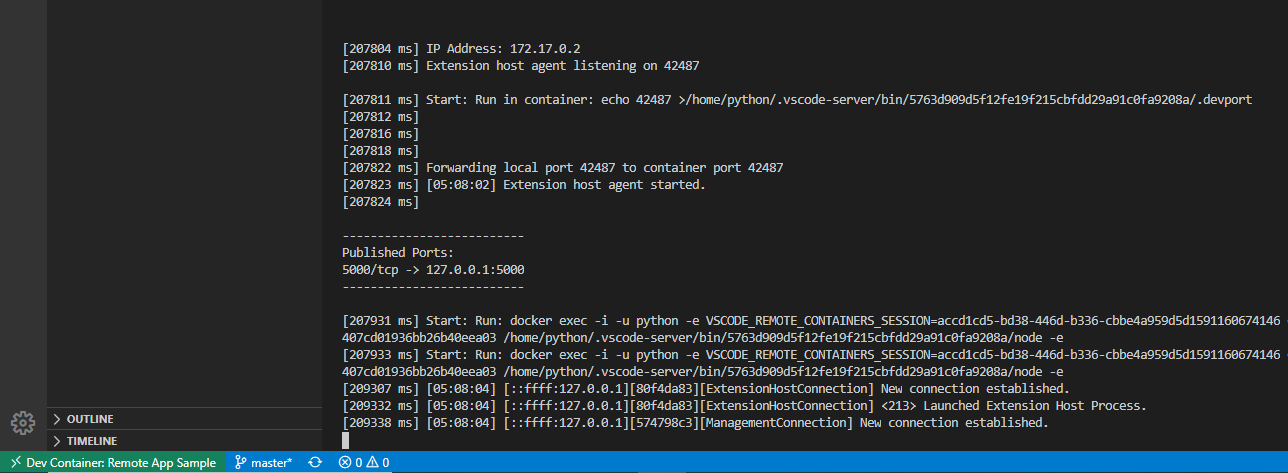 [207804 ms] IP Address: 172.17.0.2
[207810 ms] Extension host agent listening on 42487
[207811 ms] Start: Run in container: echo 42487 >/home/python/.vscode-server/bin/5763d909d5f12fe19f215cbfdd29a91c0fa9208a/.devport
[207812 ms]
[207816 ms]
[207818 ms]
[207822 ms] Forwarding local port 42487 to container port 42487
[207823 ms] [05:08:02] Extension host agent started.
[207824 ms]
--------------------------
Published Ports:
5000/tcp -> 127.0.0.1:5000
--------------------------
[207931 ms] Start: Run: docker exec -i -u python -e VSCODE_REMOTE_CONTAINERS_SESSION=accd1cd5-bd38-446d-b336-cbbe4a959d5d1591160674146
407cd01936bb26b40eea03 /home/python/.vscode-server/bin/5763d909d5f12fe19f215cbfdd29a91c0fa9208a/node -e
[207933 ms] Start: Run: docker exec -i -u python -e VSCODE_REMOTE_CONTAINERS_SESSION=accd1cd5-bd38-446d-b336-cbbe4a959d5d1591160674146
407cd01936bb26b40eea03 /home/python/.vscode-server/bin/5763d909d5f12fe19f215cbfdd29a91c0fa9208a/node -e
[209307 ms] [05:08:04] [::ffff:127.0.0.1][80f4da83][ExtensionHostConnection] New connection established.
[209332 ms] [05:08:04] [::ffff:127.0.0.1][80f4da83][ExtensionHostConnection] <213> Launched Extension Host Process.
[209338 ms] [05:08:04] [::ffff:127.0.0.1][574798c3][ManagementConnection] New connection established.
OUTLINE
TIMELINE
Dev Container: Remote App Sample master* 0 0